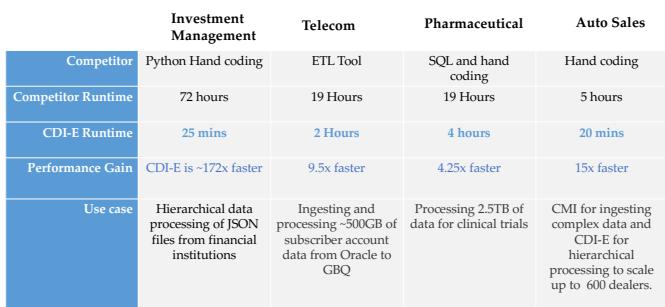 Investment Management
Telecom
Pharmaceutical
Auto Sales
Competitor
Python Hand coding
ETL Tool
SQL and hand
coding
Hand coding
Competitor Runtime
72 hours
19 Hours
19 Hours
5 hours
CDI-E Runtime
25 mins
2 Hours
4 hours
20 mins
Performance Gain
CDI-E is ~172x faster
9.5x faster
4.25x faster
15x faster
Use case
Hierarchical data
processing of JSON
files from financial
institutions
Ingesting and
processing ~500GB of
subscriber account
data from Oracle to
GBQ
Processing 2.5TB of
data for clinical trials
CMI for ingesting
complex data and
CDI-E for
hierarchical
processing to scale
up to 600 dealers.